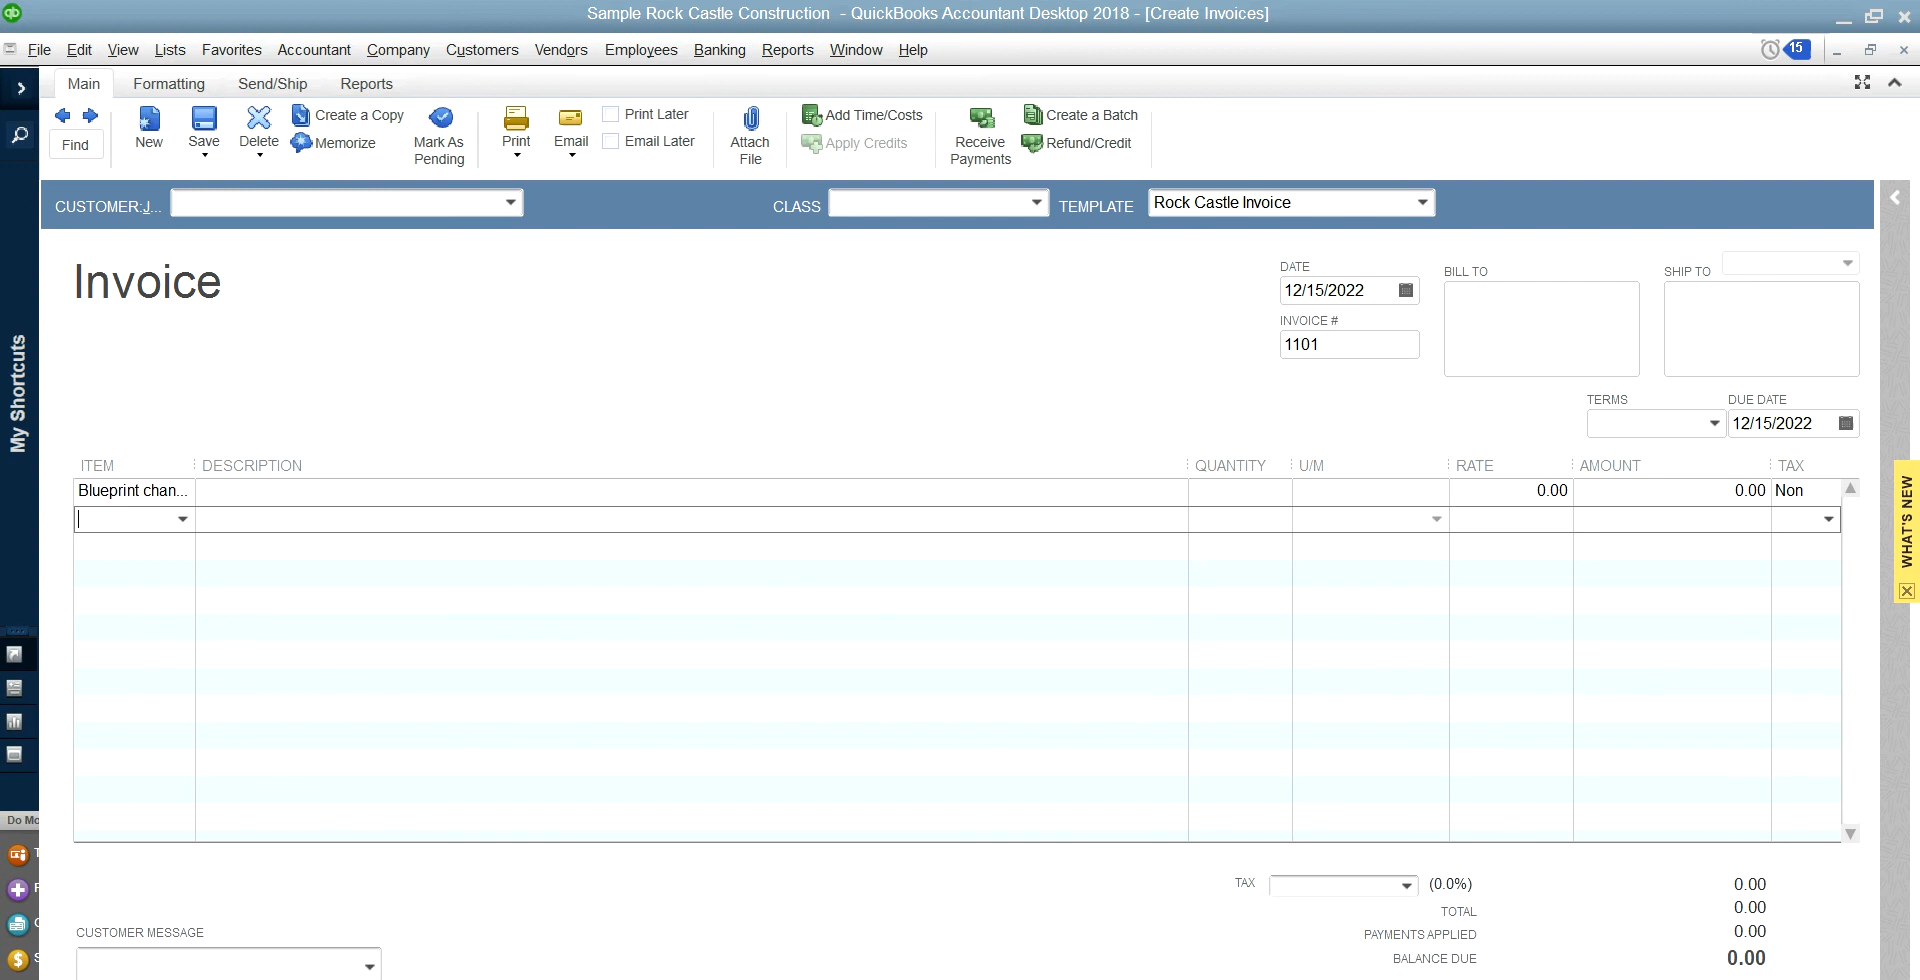 Sample Rock Castle Construction - QuickBooks Accountant Desktop 2018 - [Create Invoices]
File Edit View Lists Favorites Accountant Company Customers Vendors Employees Banking Reports Window Help
15
Main Formatting Send/Ship Reports
Find
New
Save
Delete
Create a Copy
Memorize
Mark As
Pending
Print
Email
Print Later
Email Later
Attach
File
Add Time/Costs
Apply Credits
Receive
Payments
Create a Batch
Refund/Credit
CUSTOMER:J...
CLASS
TEMPLATE Rock Castle Invoice
Invoice
DATE
12/15/2022
INVOICE #
1101
BILL TO
SHIP TO
TERMS
DUE DATE
12/15/2022
ITEM DESCRIPTION QUANTITY U/M RATE AMOUNT TAX
Blueprint chan... 0.00 0.00 Non
My Shortcuts
WHAT'S NEW
Do Mo
TAX (0.0%) 0.00
TOTAL 0.00
PAYMENTS APPLIED 0.00
BALANCE DUE 0.00
CUSTOMER MESSAGE